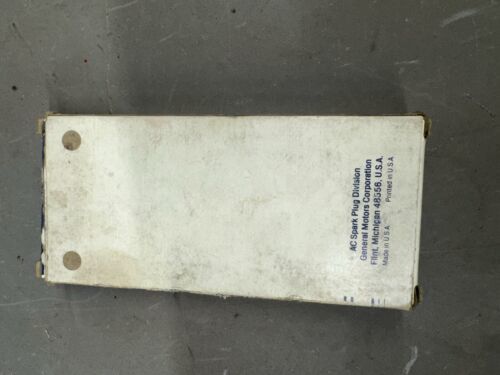 AC Spark Plug Division
General Motors Corporation
Flint, Michigan 48556, U.S.A.
Made in U.S.A. Printed in U.S.A.